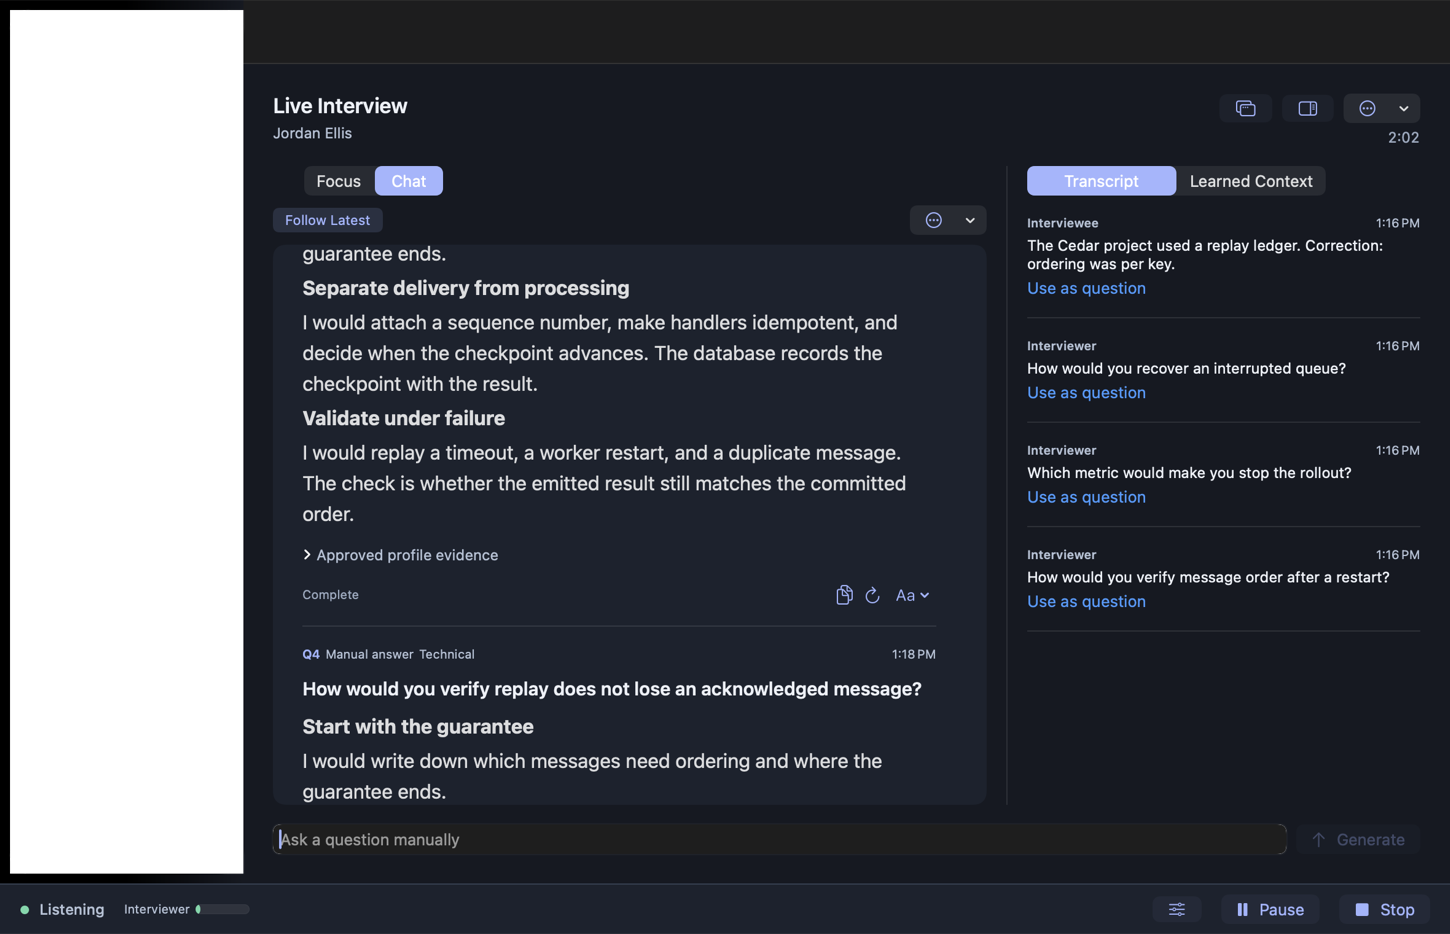 Live Interview
Jordan Ellis
2:02
Focus
Chat
Follow Latest
guarantee ends.
Separate delivery from processing
I would attach a sequence number, make handlers idempotent, and
decide when the checkpoint advances. The database records the
checkpoint with the result.
Validate under failure
I would replay a timeout, a worker restart, and a duplicate message.
The check is whether the emitted result still matches the committed
order.
Approved profile evidence
Complete
Aa
Q4 Manual answer Technical 1:18 PM
How would you verify replay does not lose an acknowledged message?
Start with the guarantee
I would write down which messages need ordering and where the
guarantee ends.
Transcript
Learned Context
Interviewee 1:16 PM
The Cedar project used a replay ledger. Correction:
ordering was per key.
Use as question
Interviewer 1:16 PM
How would you recover an interrupted queue?
Use as question
Interviewer 1:16 PM
Which metric would make you stop the rollout?
Use as question
Interviewer 1:16 PM
How would you verify message order after a restart?
Use as question
Ask a question manually
Generate
Listening
Interviewer
Pause
Stop